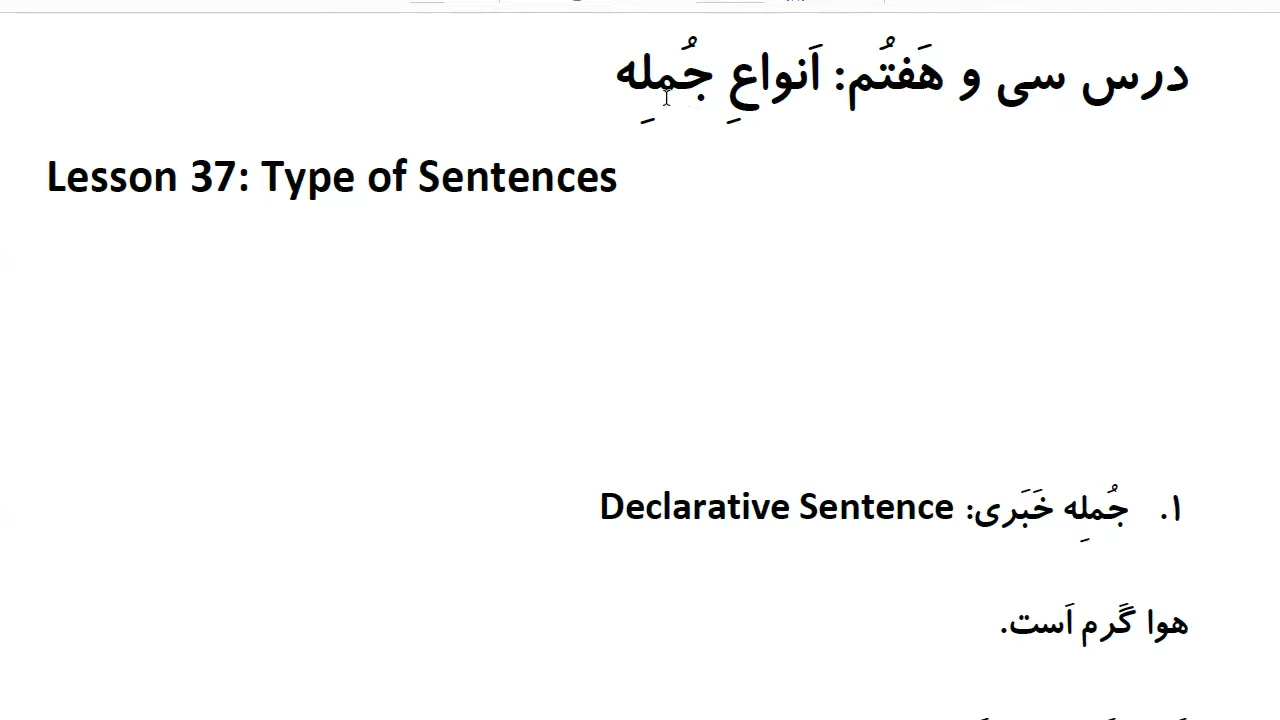 درس سی و هَفتُم: اَنواعِ جُملِه
Lesson 37: Type of Sentences
۱. جُملِه خَبَری: Declarative Sentence
هوا گَرم اَست.